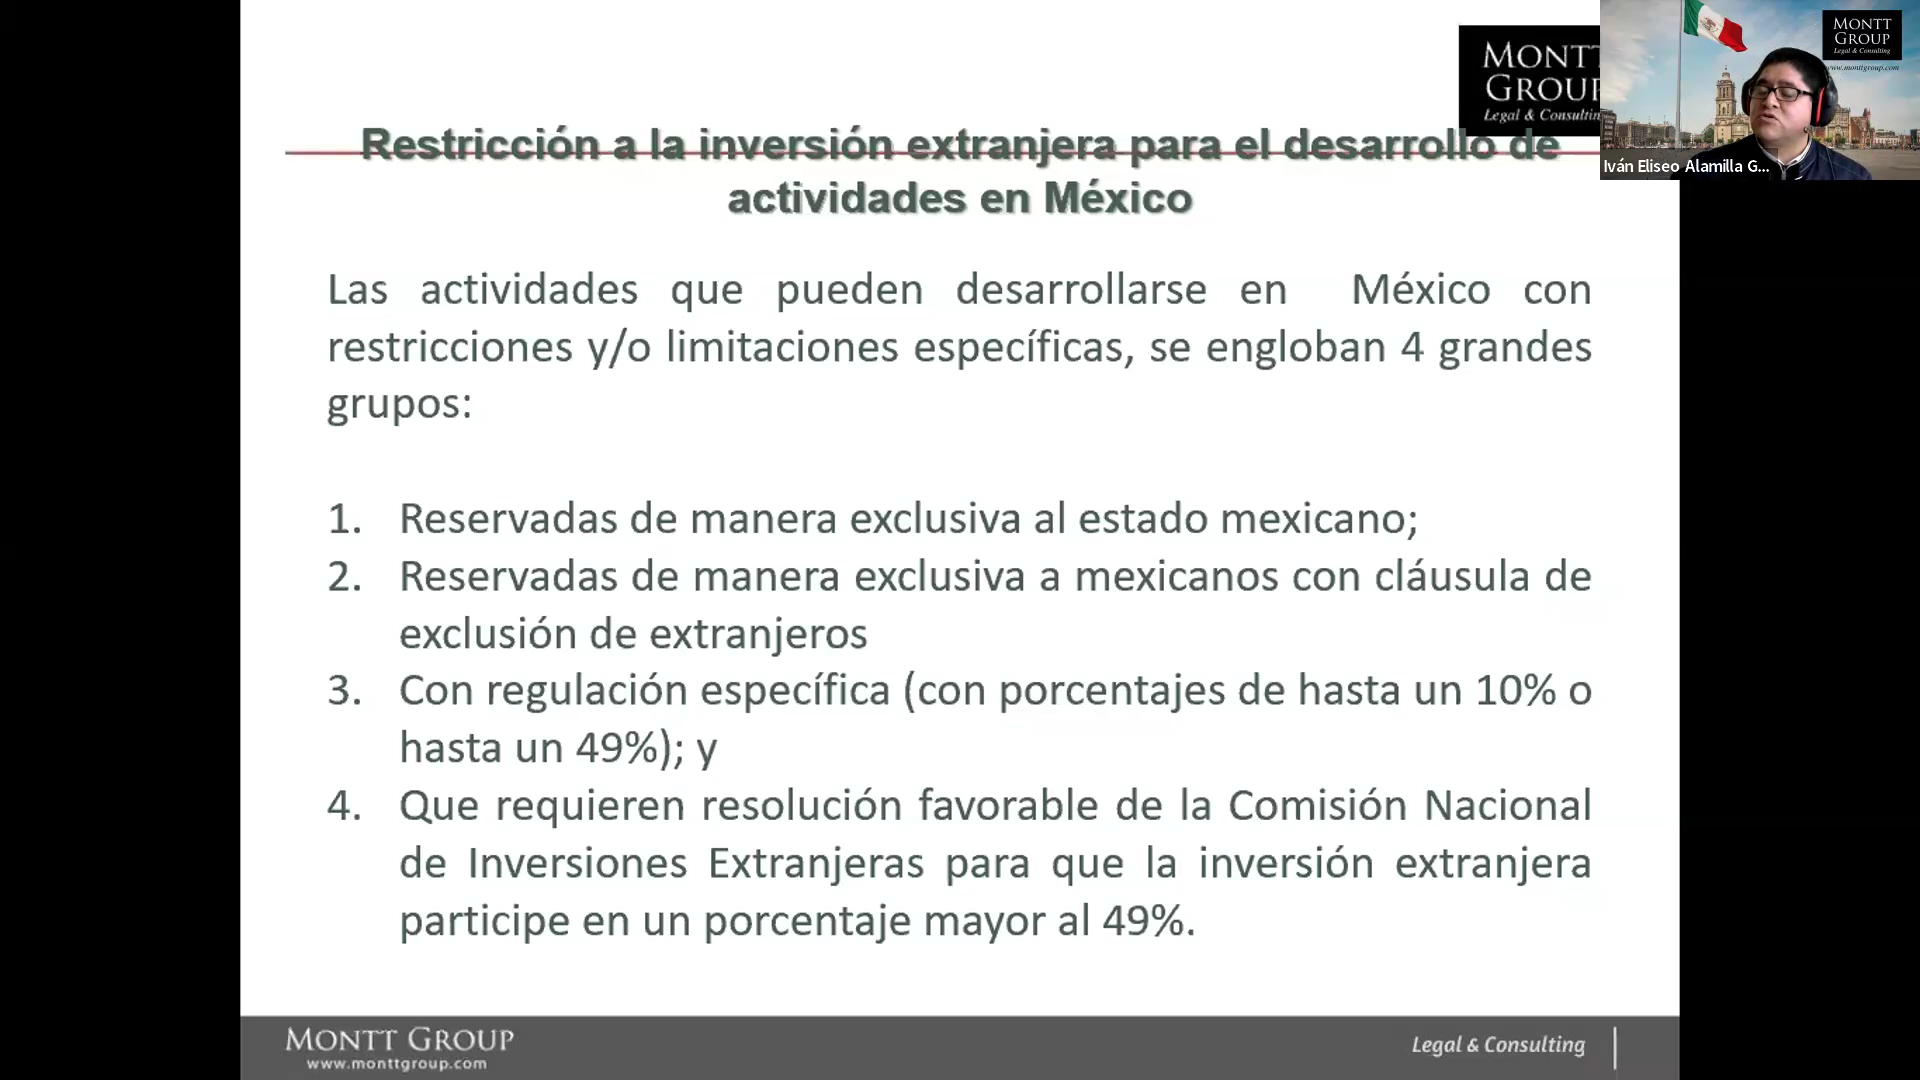 MONTT
GROUP
Legal & Consulting
MONTT
GROUP
Legal & Consulting
www.monttgroup.com
Iván Eliseo Alamilla G...
Restricción a la inversión extranjera para el desarrollo de
actividades en México
Las actividades que pueden desarrollarse en México con
restricciones y/o limitaciones específicas, se engloban 4 grandes
grupos:
1. Reservadas de manera exclusiva al estado mexicano;
2. Reservadas de manera exclusiva a mexicanos con cláusula de
exclusión de extranjeros
3. Con regulación específica (con porcentajes de hasta un 10% o
hasta un 49%); y
4. Que requieren resolución favorable de la Comisión Nacional
de Inversiones Extranjeras para que la inversión extranjera
participe en un porcentaje mayor al 49%.
MONTT GROUP
www.monttgroup.com
Legal & Consulting